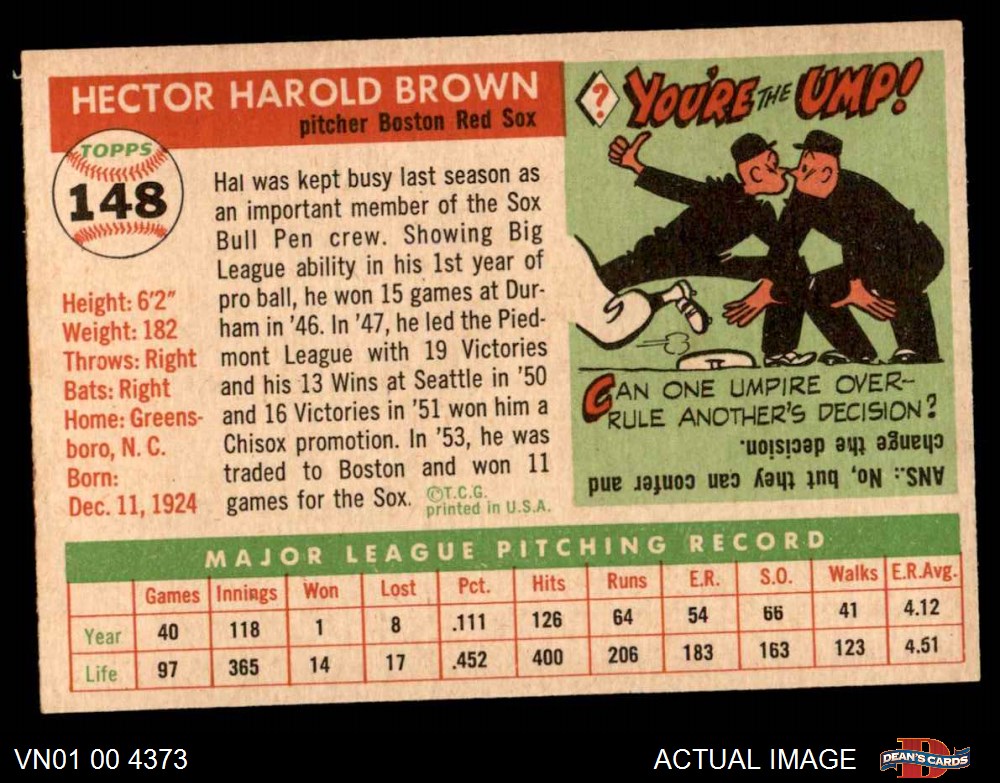 HECTOR HAROLD BROWN
pitcher Boston Red Sox
TOPPS
148
Height: 6'2"
Weight: 182
Throws: Right
Bats: Right
Home: Greens-
boro, N. C.
Born:
Dec. 11, 1924
Hal was kept busy last season as
an important member of the Sox
Bull Pen crew. Showing Big
League ability in his 1st year of
pro ball, he won 15 games at Dur-
ham in '46. In '47, he led the Pied-
mont League with 19 Victories
and his 13 Wins at Seattle in '50
and 16 Victories in '51 won him a
Chisox promotion. In '53, he was
traded to Boston and won 11
games for the Sox.
©T.C.G.
printed in U.S.A.
?
YOU'RE THE UMP!
CAN ONE UMPIRE OVER-
RULE ANOTHER'S DECISION?
ANS.: No, but they can confer and
change the decision.
MAJOR LEAGUE PITCHING RECORD
Games Innings Won Lost Pct. Hits Runs E.R. S.O. Walks E.R.Avg.
Year 40 118 1 8 .111 126 64 54 66 41 4.12
Life 97 365 14 17 .452 400 206 183 163 123 4.51
VN01 00 4373
ACTUAL IMAGE
D
DEAN'S CARDS